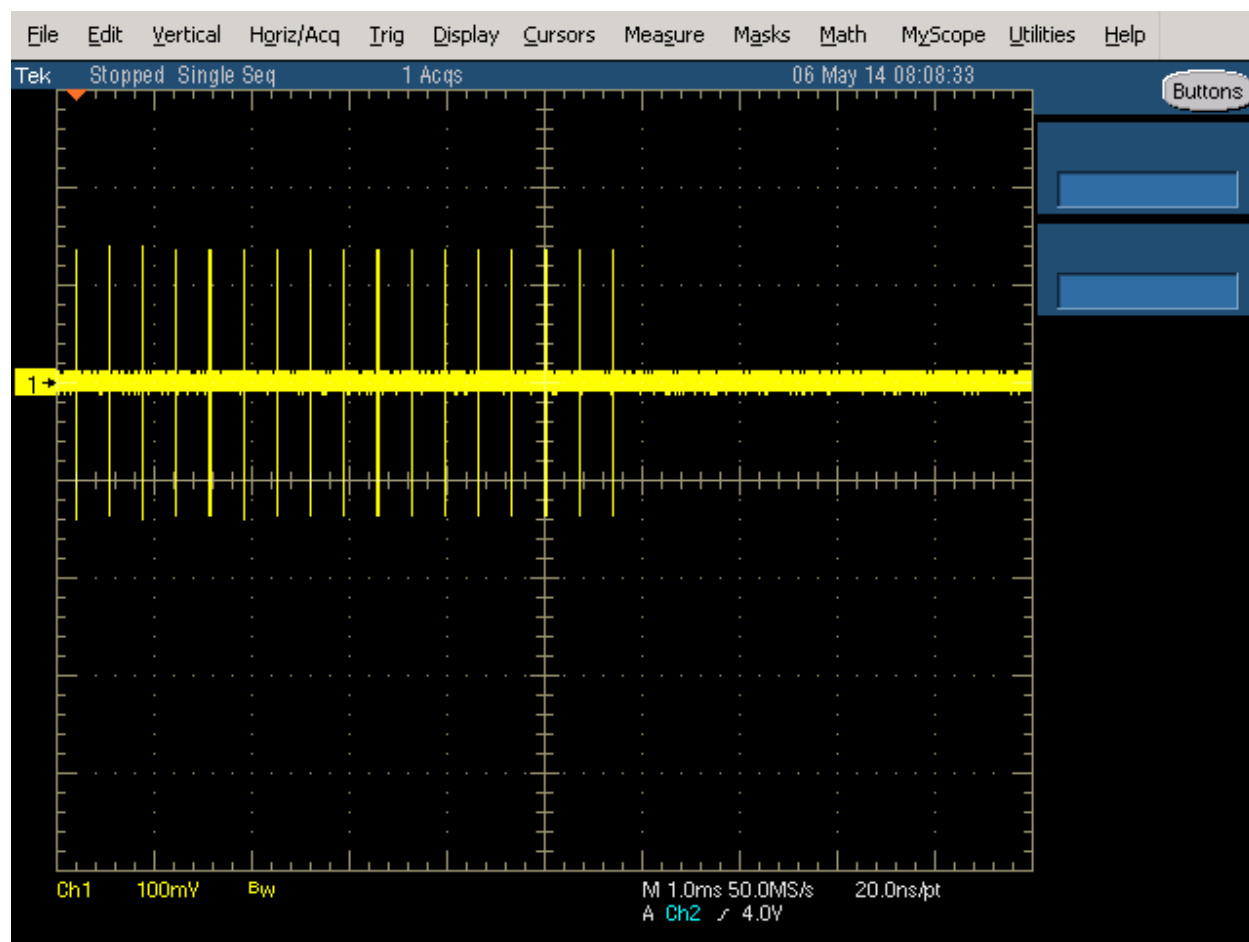 File Edit Vertical Horiz/Acq Trig Display Cursors Measure Masks Math MyScope Utilities Help
Tek Stopped Single Seq 1 Acqs 06 May 14 08:08:33
Buttons
1
Ch1 100mV BW M 1.0ms 50.0MS/s 20.0ns/pt
A Ch2 4.0V